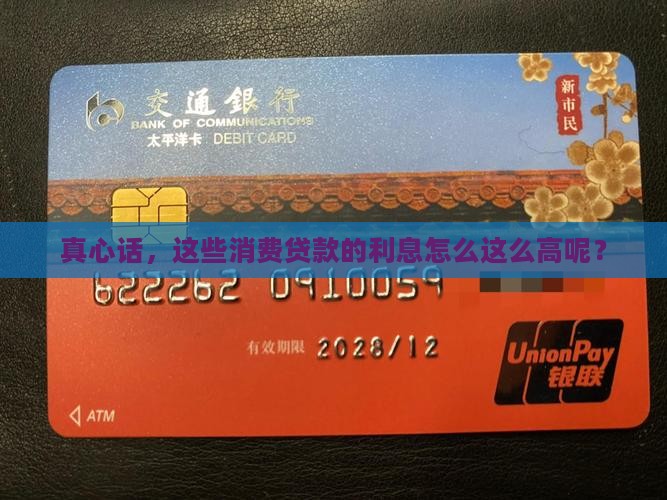 交通銀行
BANK OF COMMUNICATIONS
太平洋卡 DEBIT CARD
新市民
真心话，这些消费贷款的利息怎么这么高呢？
622262 0910059
有效期限 2028/12
UnionPay
银联
ATM